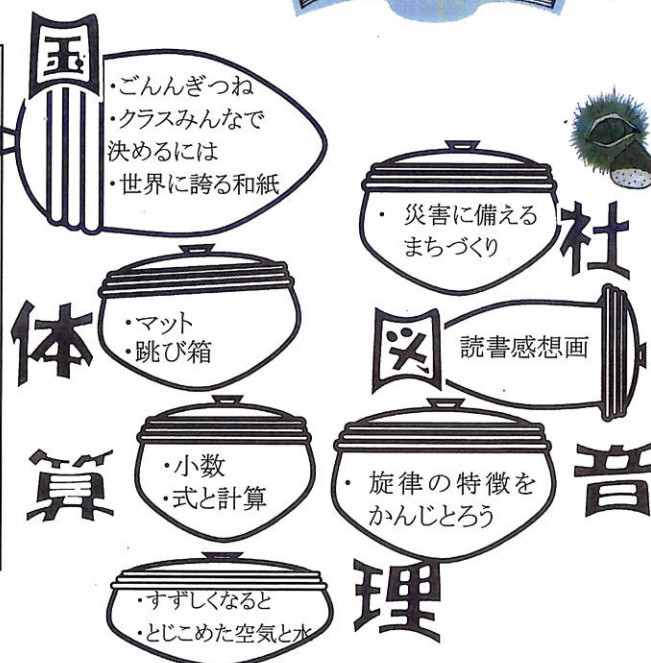 国
・ごんんぎつね
・クラスみんなで
決めるには
・世界に誇る和紙
社
・ 災害に備える
まちづくり
体
・マット
・跳び箱
図
読書感想画
算
・小数
・式と計算
音
・ 旋律の特徴を
かんじとろう
理
・すずしくなると
・とじこめた空気と水